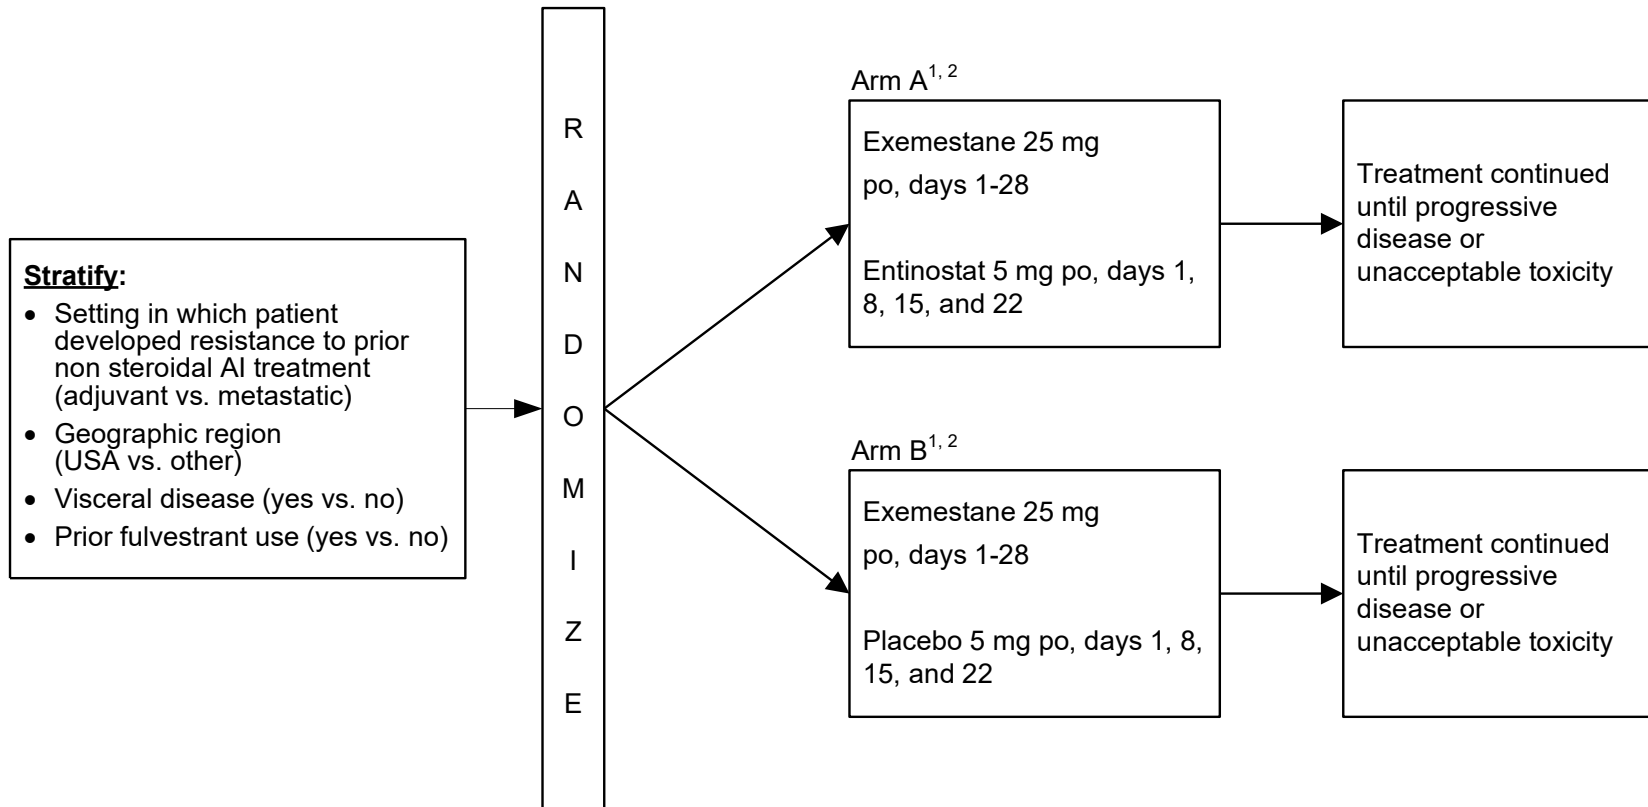 Stratify:
• Setting in which patient
developed resistance to prior
non steroidal AI treatment
(adjuvant vs. metastatic)
• Geographic region
(USA vs. other)
• Visceral disease (yes vs. no)
• Prior fulvestrant use (yes vs. no)
R
A
N
D
O
M
I
Z
E
Arm A1, 2
Exemestane 25 mg
po, days 1-28
Entinostat 5 mg po, days 1,
8, 15, and 22
Treatment continued
until progressive
disease or
unacceptable toxicity
Arm B1, 2
Exemestane 25 mg
po, days 1-28
Placebo 5 mg po, days 1, 8,
15, and 22
Treatment continued
until progressive
disease or
unacceptable toxicity